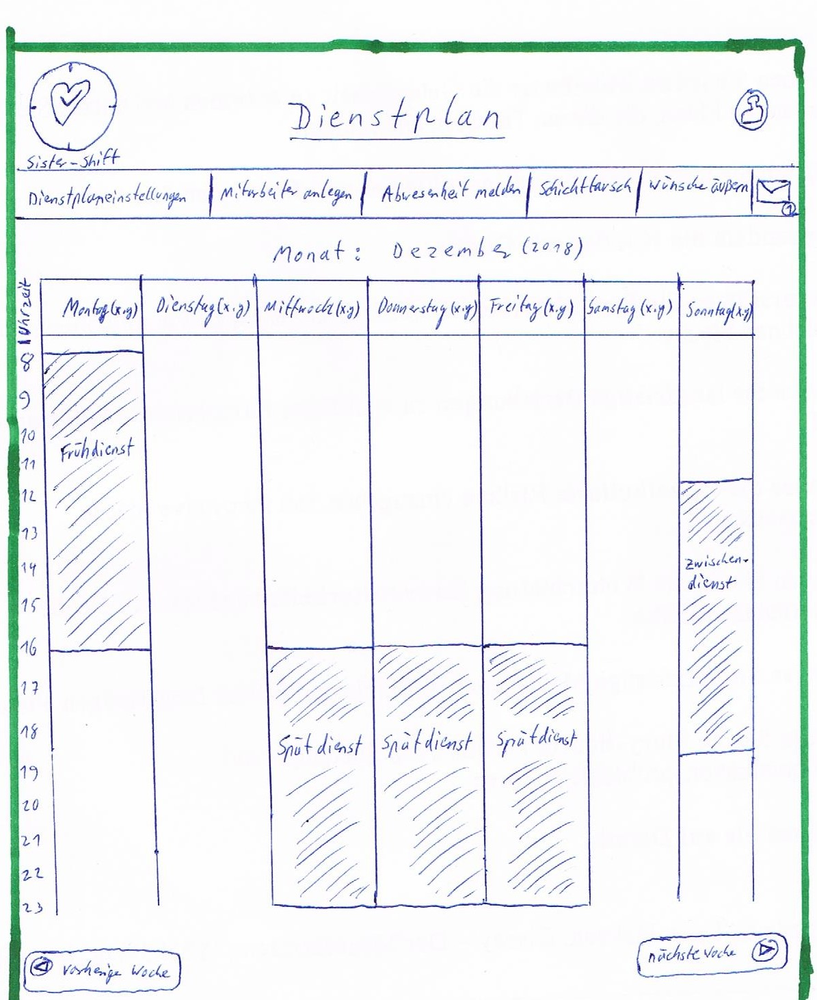 Dienstplan
Sister-Shift
Dienstplaneinstellungen
Mitarbeiter anlegen
Abwesenheit melden
Schichttausch
Wünsche äußern
1
Monat: Dezember (2018)
Uhrzeit
Montag (x.y)
Dienstag (x.y)
Mittwoch (x.y)
Donnerstag (x.y)
Freitag (x.y)
Samstag (x.y)
Sonntag (x.y)
8
9
10
Frühdienst
11
12
13
14
Zwischen-
dienst
15
16
17
18
Spätdienst
Spätdienst
Spätdienst
19
20
21
22
23
vorherige Woche
nächste Woche